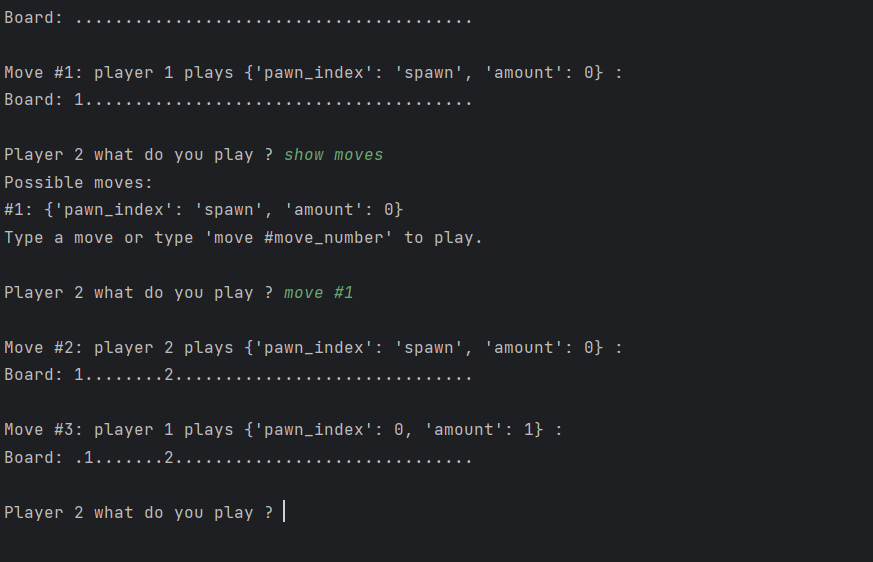 Board: ........................................
Move #1: player 1 plays {'pawn_index': 'spawn', 'amount': 0} :
Board: 1.......................................
Player 2 what do you play ? show moves
Possible moves:
#1: {'pawn_index': 'spawn', 'amount': 0}
Type a move or type 'move #move_number' to play.
Player 2 what do you play ? move #1
Move #2: player 2 plays {'pawn_index': 'spawn', 'amount': 0} :
Board: 1........2..............................
Move #3: player 1 plays {'pawn_index': 0, 'amount': 1} :
Board: .1.......2..............................
Player 2 what do you play ?